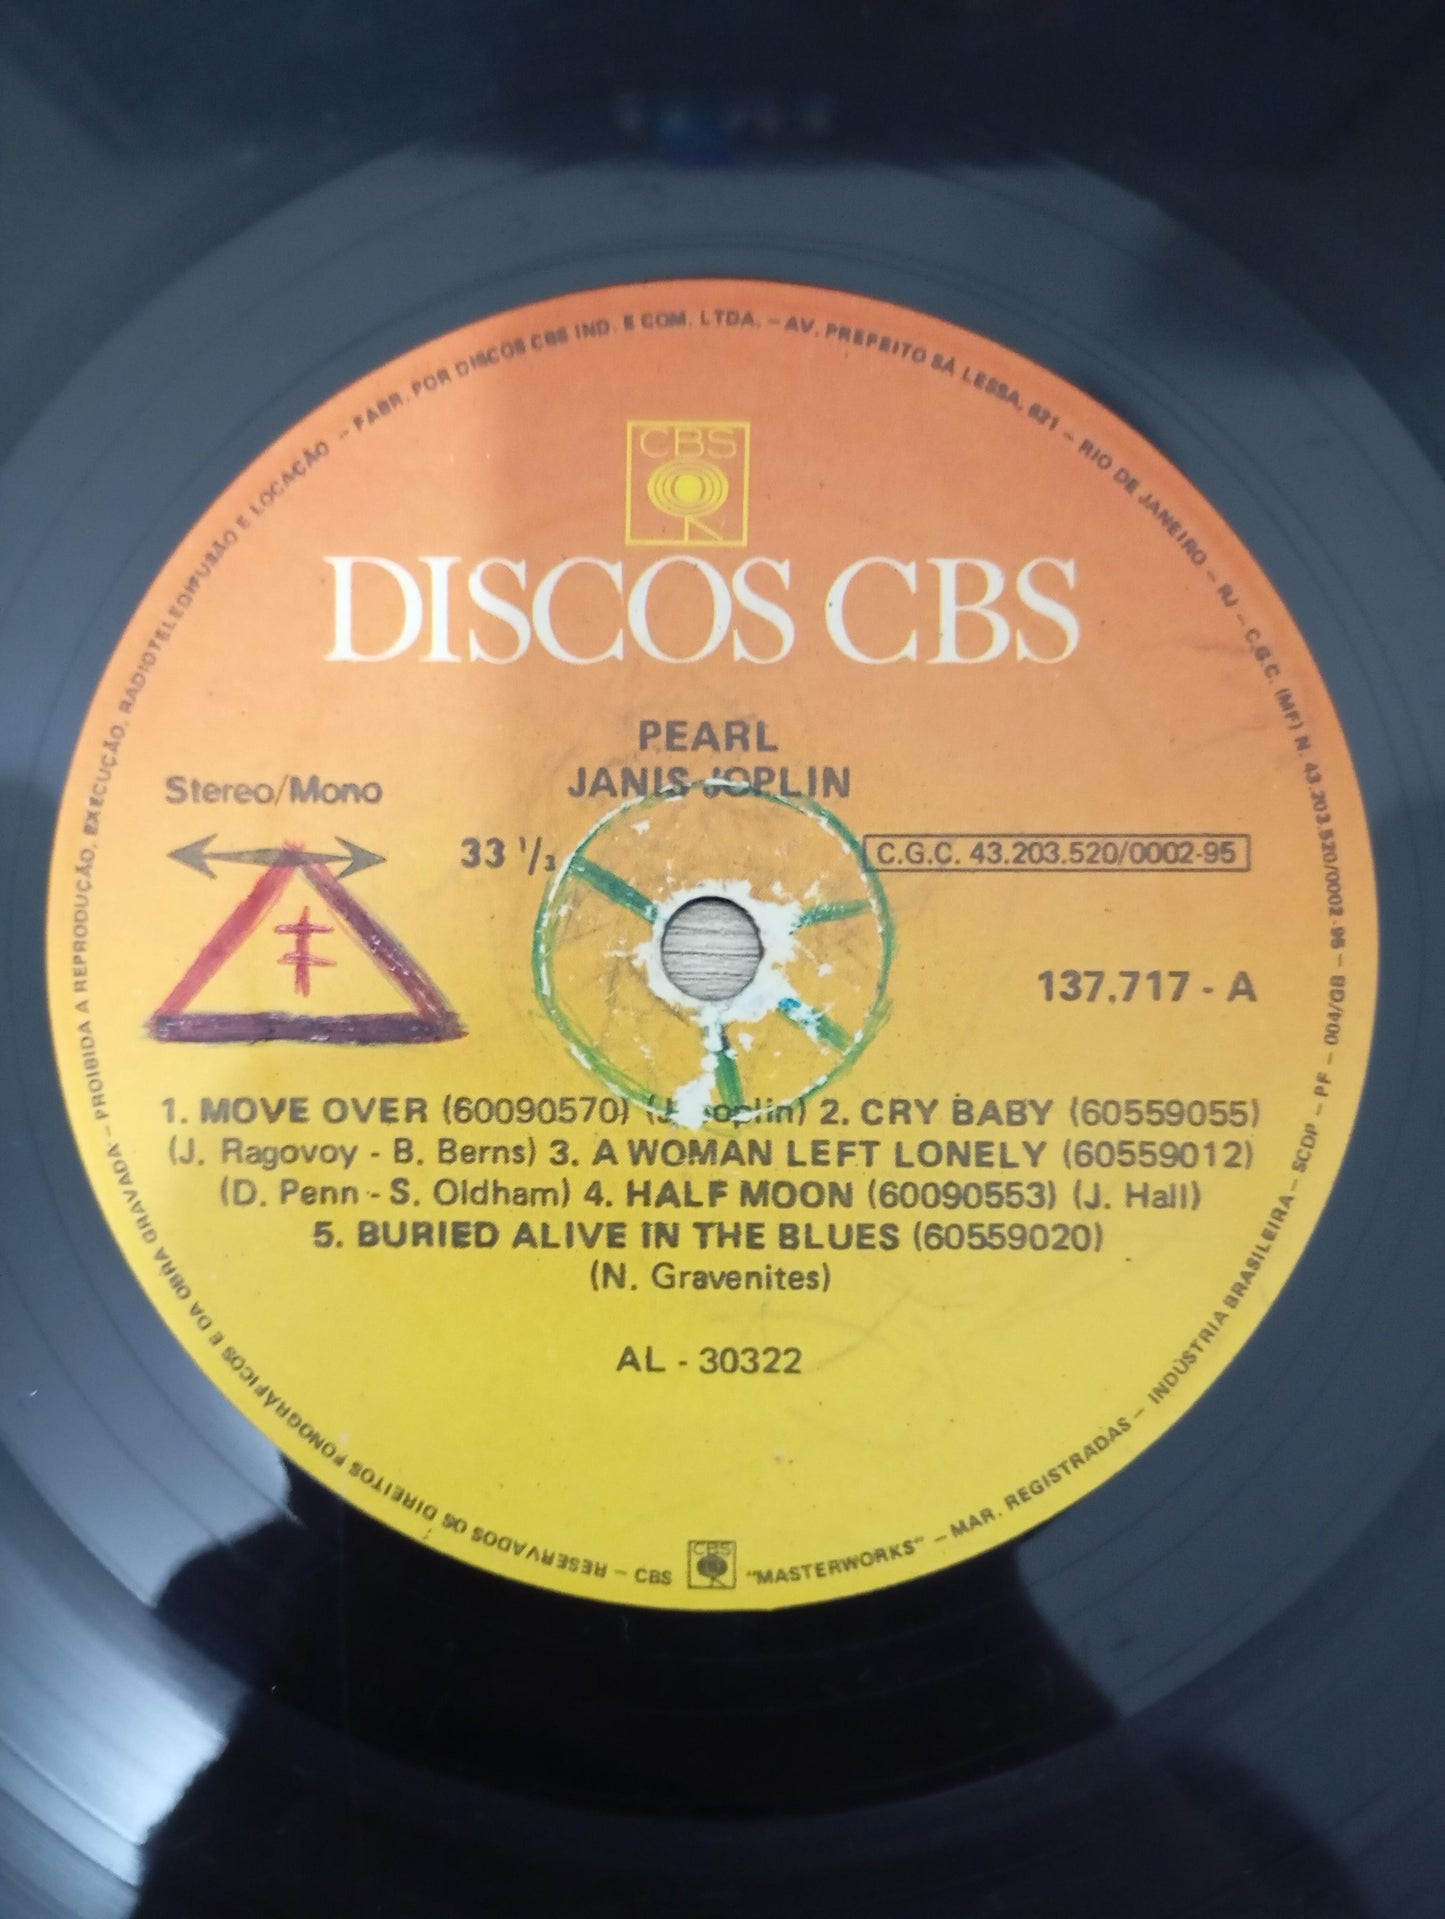 PROIBIDA A REPRODUÇÃO, EXECUÇÃO, RADIOTELEDIFUSÃO E LOCAÇÃO – FABR. POR DISCOS CBS IND. E COM. LTDA. – AV. PREFEITO SÁ LESSA, 621 – RIO DE JANEIRO – RJ – C.G.C. (MF) N. 43.203.520/0002-95 – BD/400 – PF – SCDP – INDÚSTRIA BRASILEIRA –
CBS
DISCOS CBS
PEARL
JANIS JOPLIN
Stereo/Mono
33 1/3
C.G.C. 43.203.520/0002-95
137.717 - A
1. MOVE OVER (60090570) (J. Joplin) 2. CRY BABY (60559055)
(J. Ragovoy - B. Berns) 3. A WOMAN LEFT LONELY (60559012)
(D. Penn - S. Oldham) 4. HALF MOON (60090553) (J. Hall)
5. BURIED ALIVE IN THE BLUES (60559020)
(N. Gravenites)
AL - 30322
RESERVADOS OS DIREITOS FONOGRÁFICOS E DA OBRA GRAVADA –
– CBS CBS "MASTERWORKS" – MAR. REGISTRADAS –